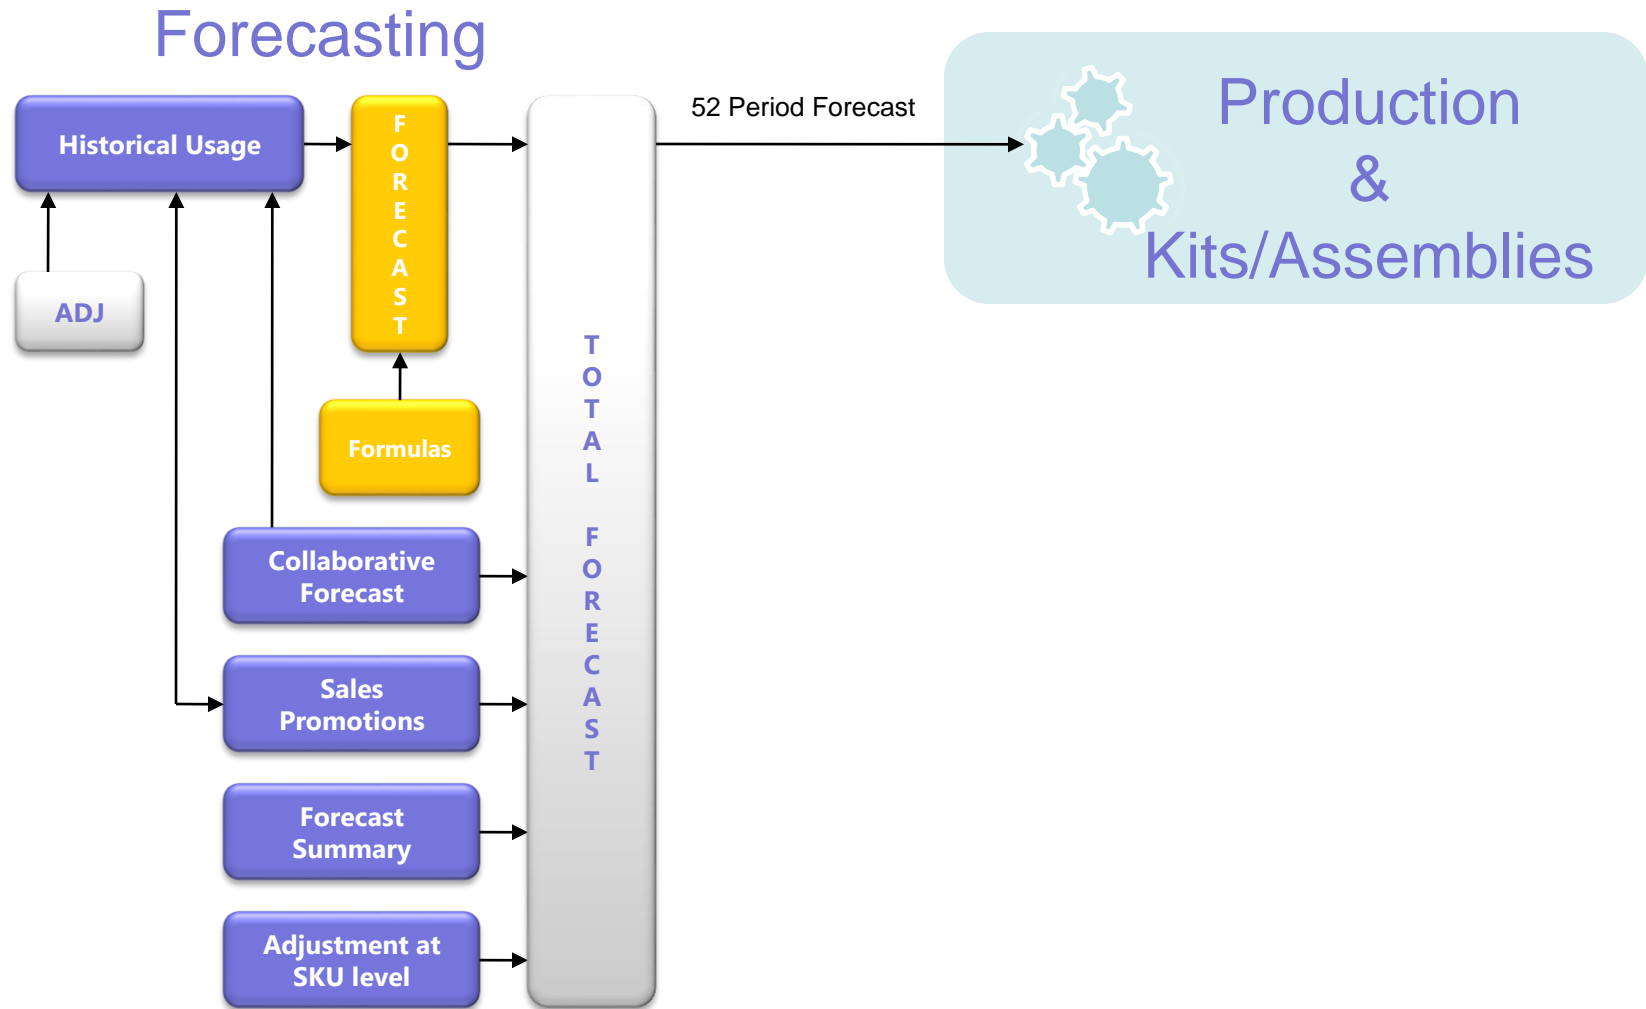 Forecasting
52 Period Forecast
Production
&
Kits/Assemblies
Historical Usage
F
O
R
E
C
A
S
T
ADJ
Formulas
T
O
T
A
L
F
O
R
E
C
A
S
T
Collaborative
Forecast
Sales
Promotions
Forecast
Summary
Adjustment at
SKU level